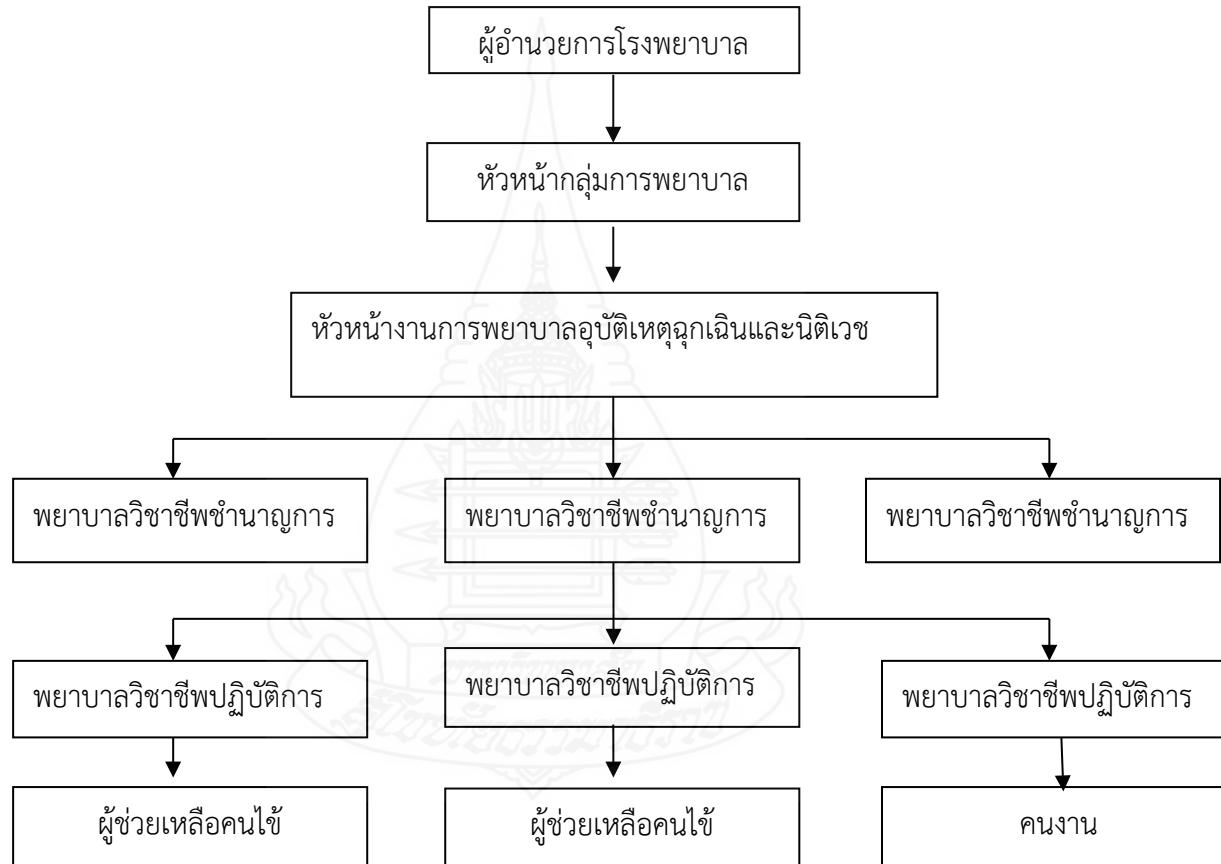 ผู้อำนวยการโรงพยาบาล
หัวหน้ากลุ่มการพยาบาล
หัวหน้างานการพยาบาลอุบัติเหตุฉุกเฉินและนิติเวช
พยาบาลวิชาชีพชำนาญการ
พยาบาลวิชาชีพชำนาญการ
พยาบาลวิชาชีพชำนาญการ
พยาบาลวิชาชีพปฏิบัติการ
พยาบาลวิชาชีพปฏิบัติการ
พยาบาลวิชาชีพปฏิบัติการ
ผู้ช่วยเหลือคนไข้
ผู้ช่วยเหลือคนไข้
คนงาน